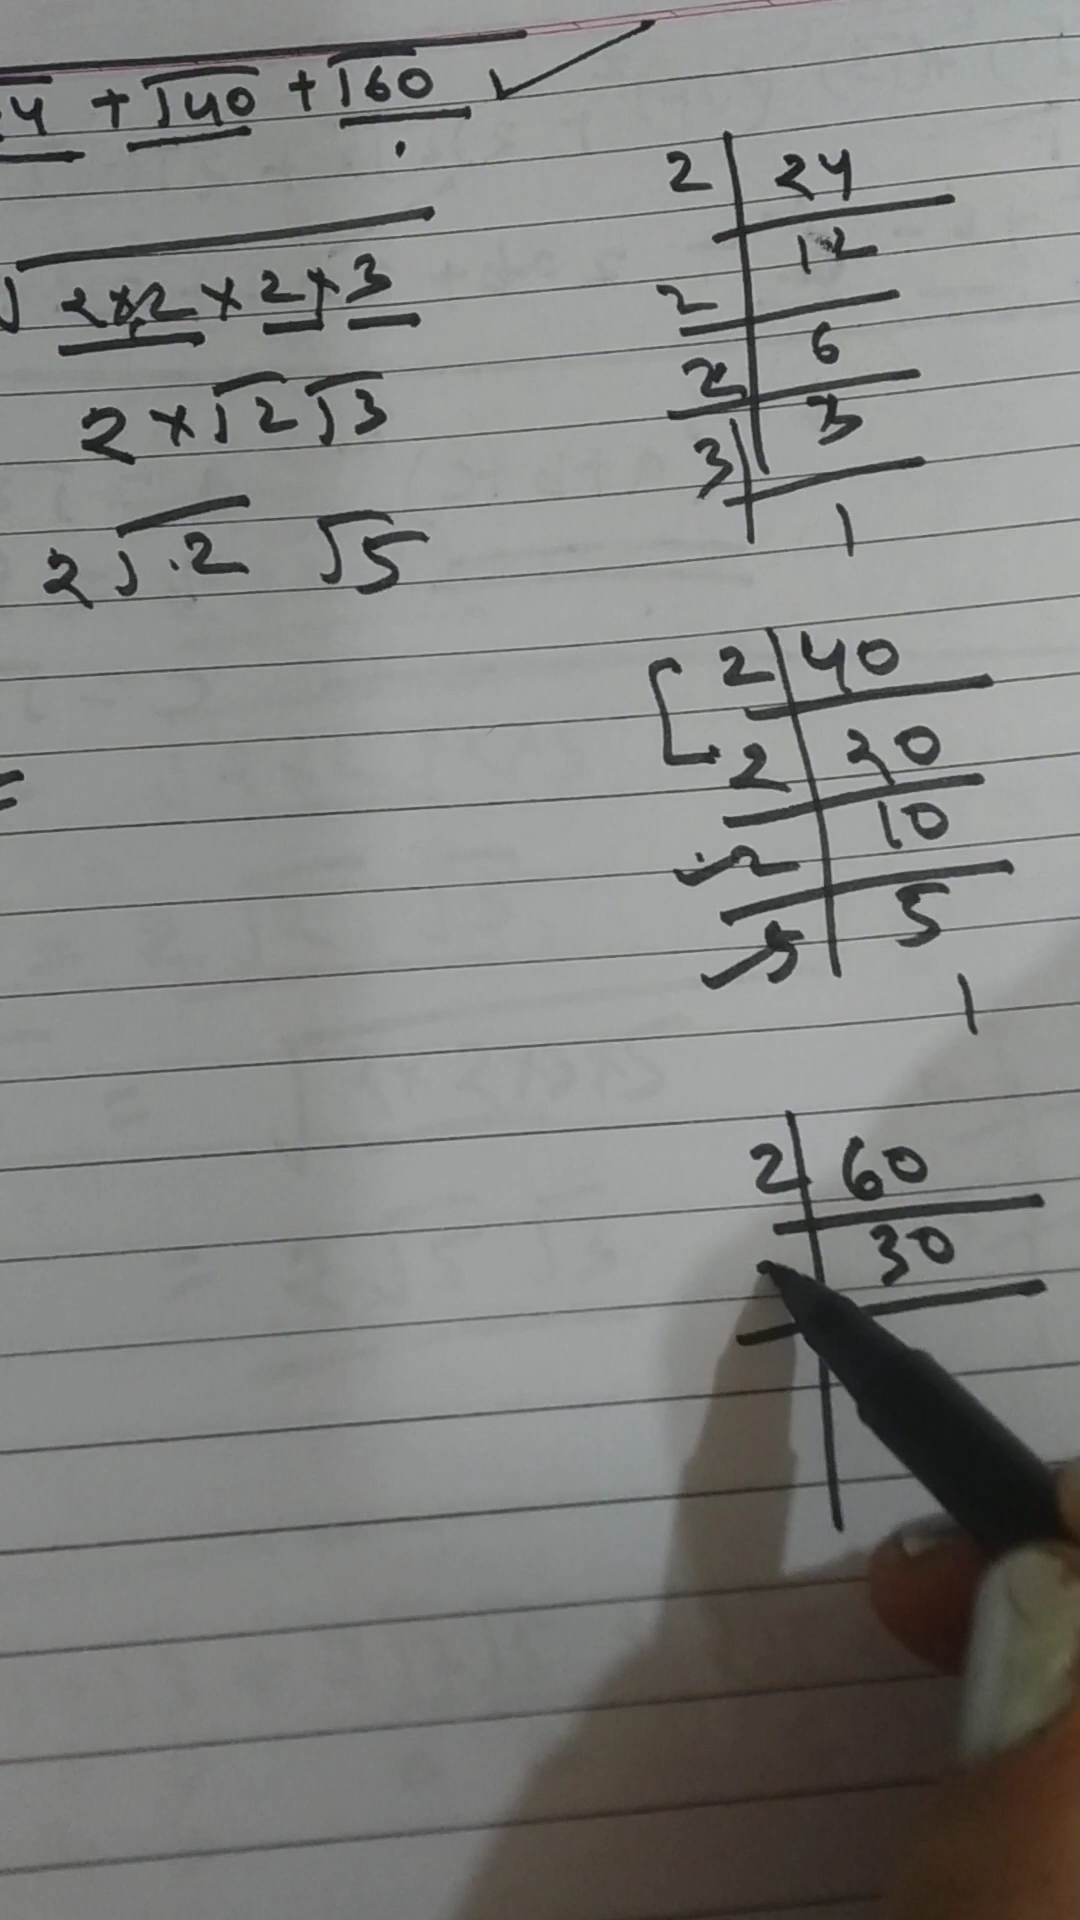 4 + √40 + √60 ✓
√2×2×2×3
2×√2√3
2√2 √5
=
2 | 24
2 | 12
2 | 6
3 | 3
1
2 | 40
2 | 20
2 | 10
5 | 5
1
2 | 60
30